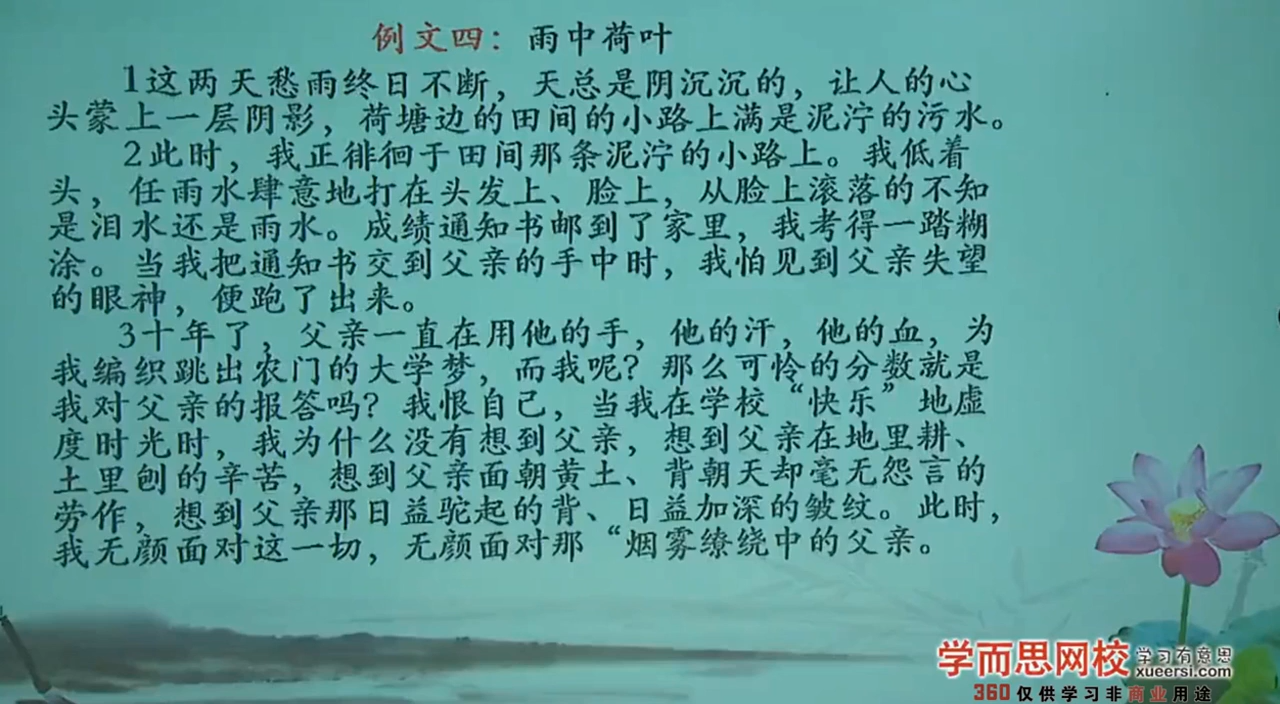 例文四：雨中荷叶
1这两天愁雨终日不断，天总是阴沉沉的，让人的心
头蒙上一层阴影，荷塘边的田间的小路上满是泥泞的污水。
2此时，我正徘徊于田间那条泥泞的小路上。我低着
头，任雨水肆意地打在头发上、脸上，从脸上滚落的不知
是泪水还是雨水。成绩通知书邮到了家里，我考得一踏糊
涂。当我把通知书交到父亲的手中时，我怕见到父亲失望
的眼神，便跑了出来。
3十年了，父亲一直在用他的手，他的汗，他的血，为
我编织跳出农门的大学梦，而我呢？那么可怜的分数就是
我对父亲的报答吗？我恨自己，当我在学校“快乐”地虚
度时光时，我为什么没有想到父亲，想到父亲在地里耕、
土里刨的辛苦，想到父亲面朝黄土、背朝天却毫无怨言的
劳作，想到父亲那日益驼起的背、日益加深的皱纹。此时，
我无颜面对这一切，无颜面对那“烟雾缭绕中的父亲。
学而思网校 学习有意思
xueersi.com
360仅供学习非商业用途